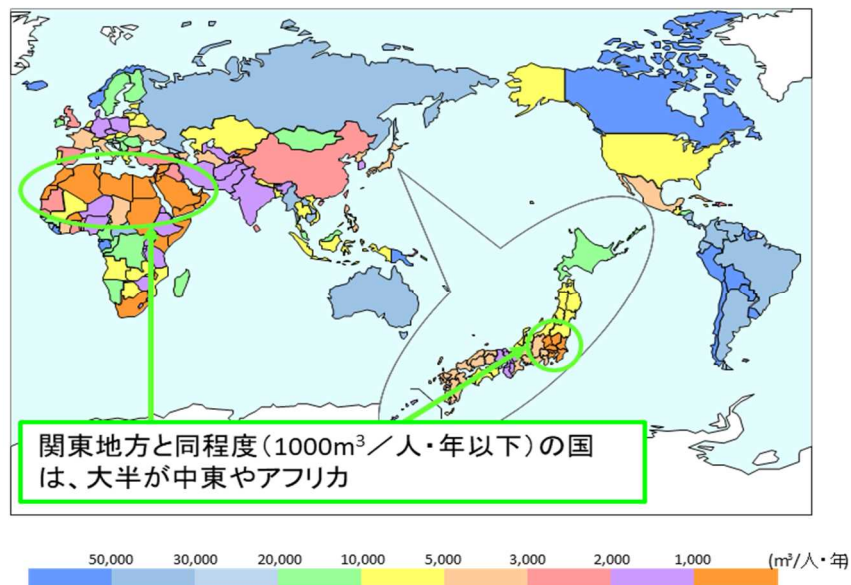 関東地方と同程度（1000m³／人・年以下）の国
は、大半が中東やアフリカ
50,000 30,000 20,000 10,000 5,000 3,000 2,000 1,000 (m³/人・年)